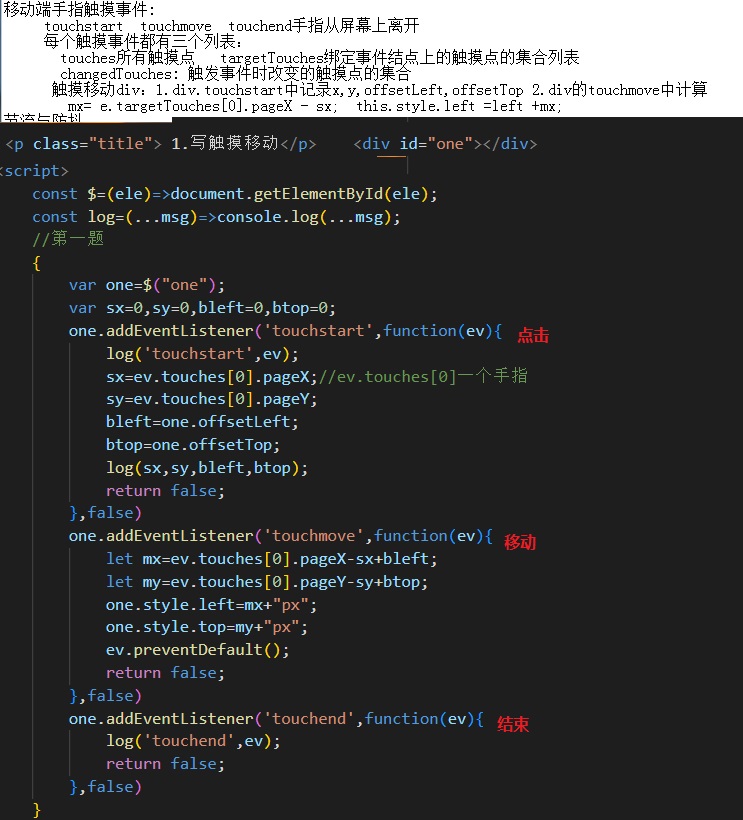 移动端手指触摸事件:
touchstart touchmove touchend手指从屏幕上离开
每个触摸事件都有三个列表:
touches所有触摸点 targetTouches绑定事件结点上的触摸点的集合列表
changedTouches: 触发事件时改变的触摸点的集合
触摸移动div: 1.div.touchstart中记录x,y,offsetLeft,offsetTop 2.div的touchmove中计算
mx= e.targetTouches[0].pageX - sx; this.style.left =left +mx;
节流与防抖
<p class="title"> 1.写触摸移动</p> <div id="one"></div>
<script>
const $=(ele)=>document.getElementById(ele);
const log=(...msg)=>console.log(...msg);
//第一题
{
var one=$("one");
var sx=0,sy=0,bleft=0,btop=0;
one.addEventListener('touchstart',function(ev){ 点击
log('touchstart',ev);
sx=ev.touches[0].pageX;//ev.touches[0]一个手指
sy=ev.touches[0].pageY;
bleft=one.offsetLeft;
btop=one.offsetTop;
log(sx,sy,bleft,btop);
return false;
},false)
one.addEventListener('touchmove',function(ev){ 移动
let mx=ev.touches[0].pageX-sx+bleft;
let my=ev.touches[0].pageY-sy+btop;
one.style.left=mx+"px";
one.style.top=my+"px";
ev.preventDefault();
return false;
},false)
one.addEventListener('touchend',function(ev){ 结束
log('touchend',ev);
return false;
},false)
}